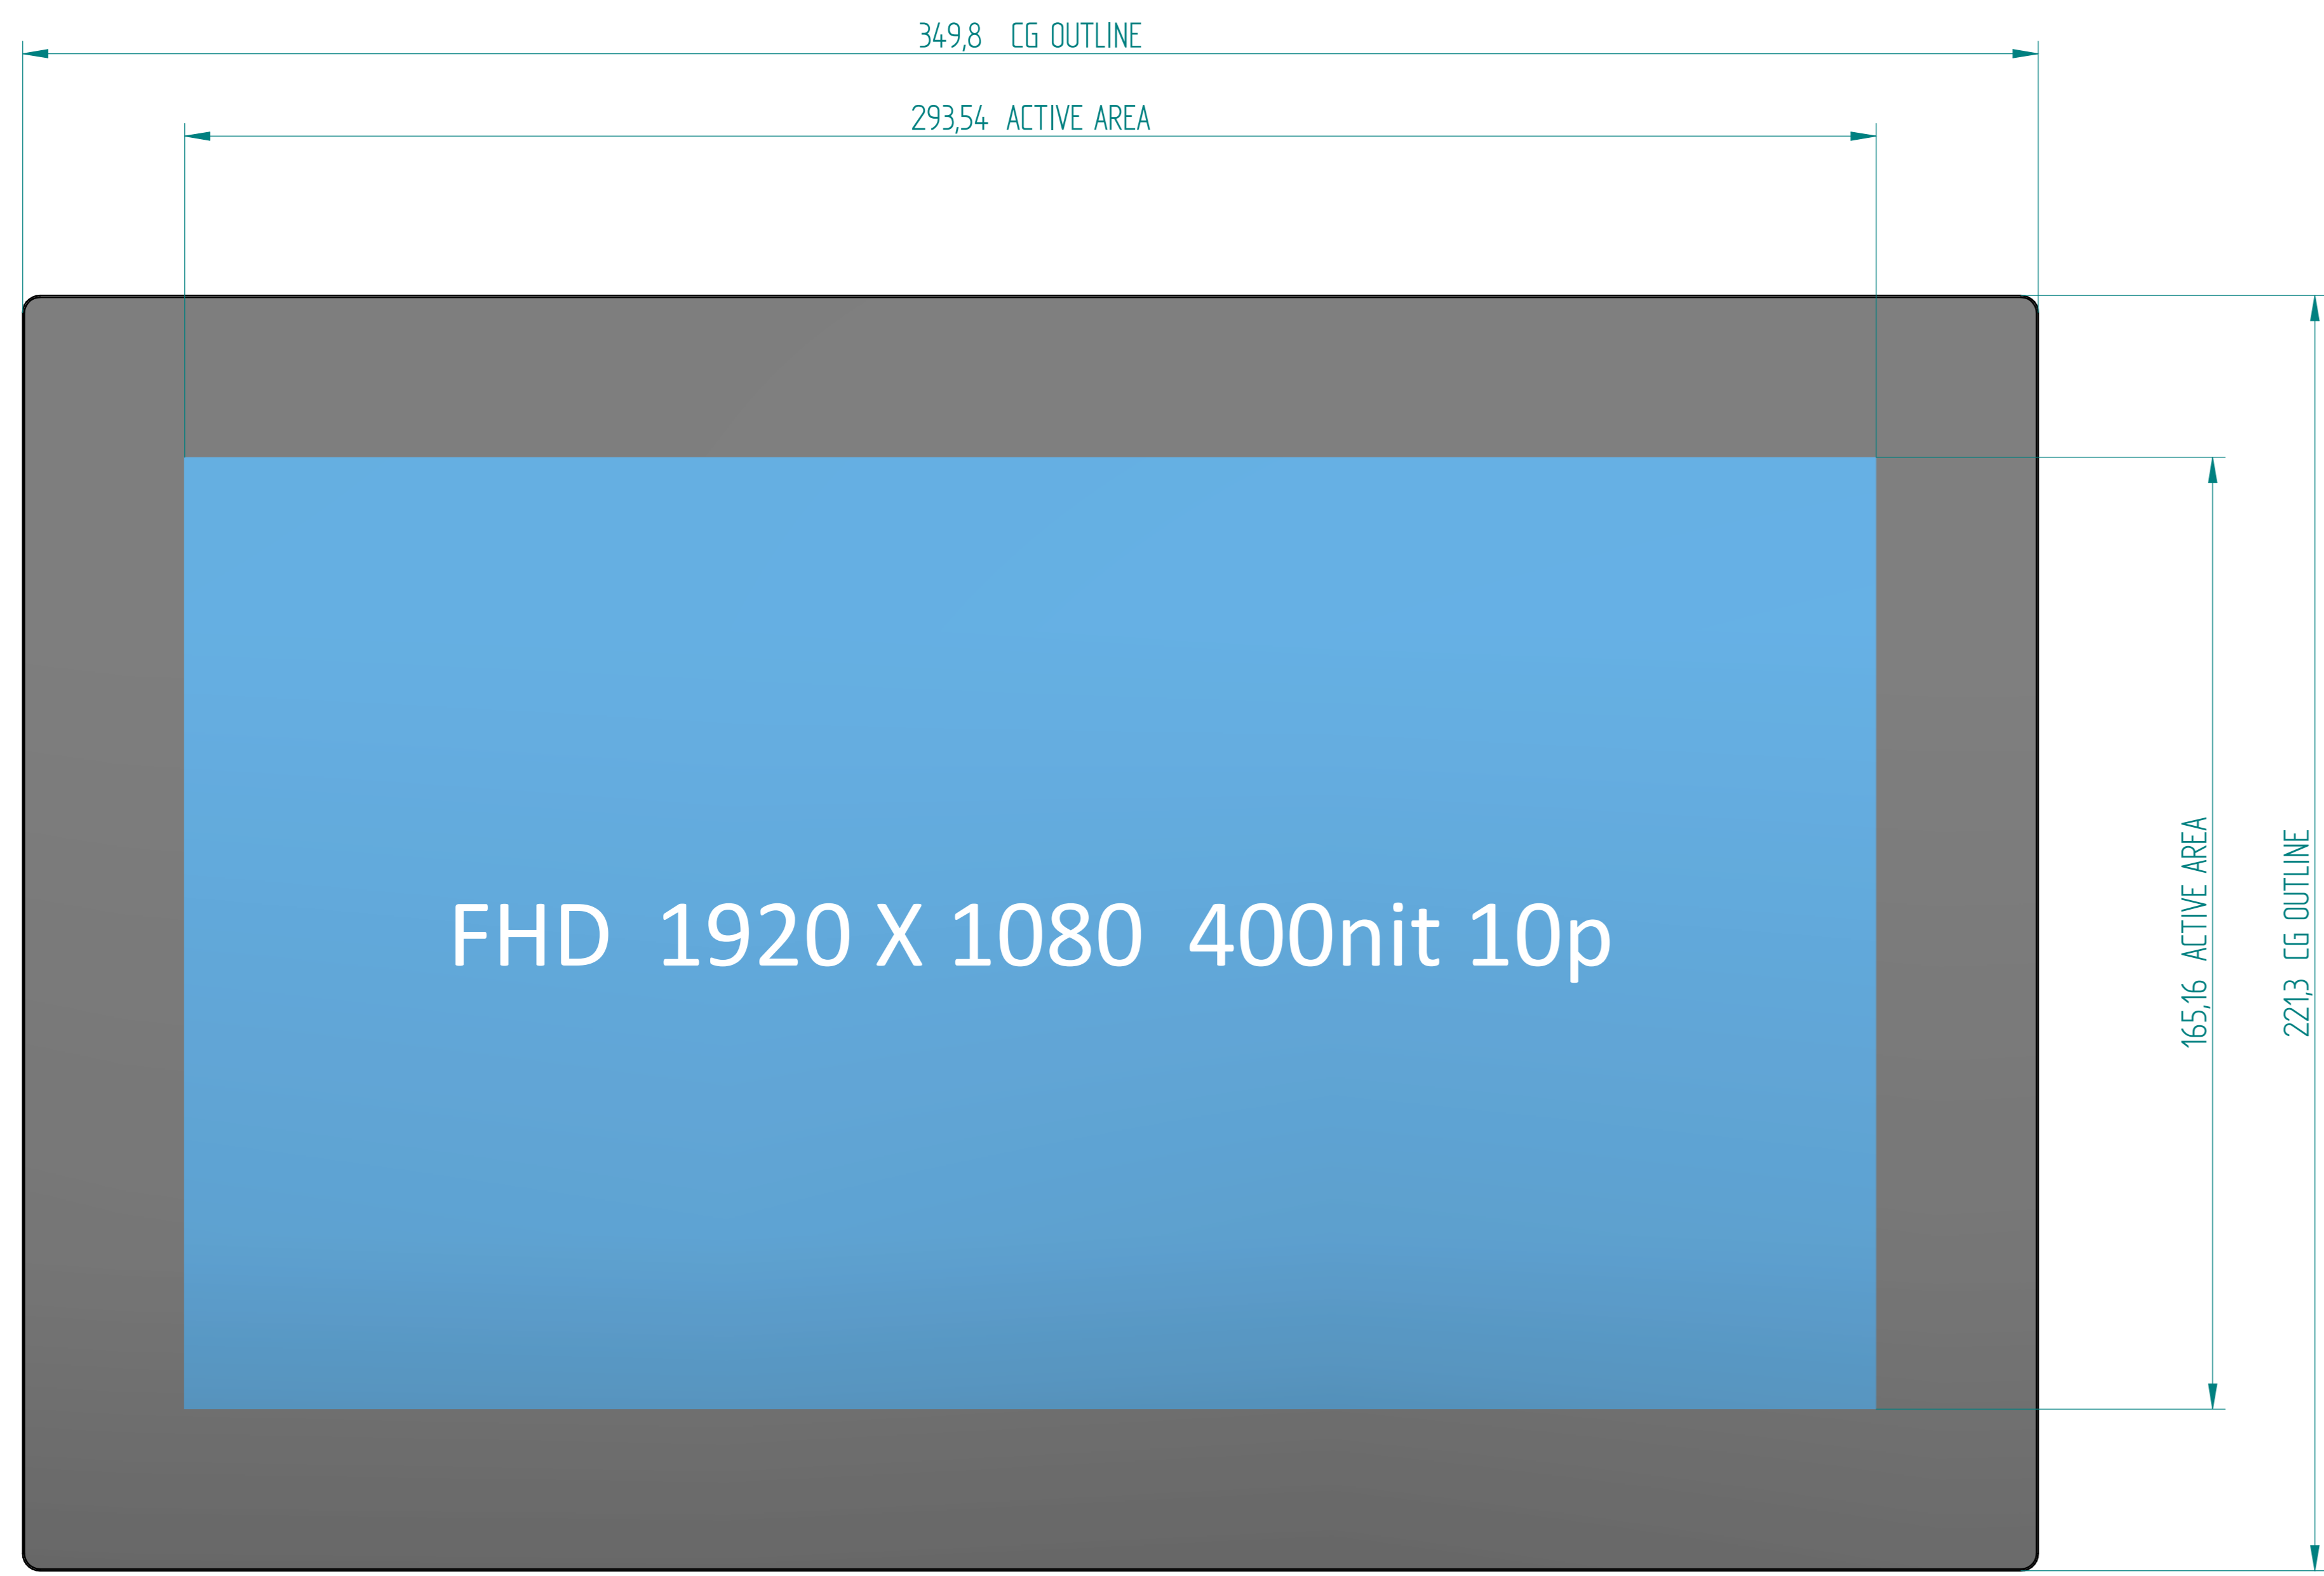 349,8 CG OUTLINE
293,54 ACTIVE AREA
FHD 1920 X 1080 400nit 10p
165,16 ACTIVE AREA
221,3 CG OUTLINE